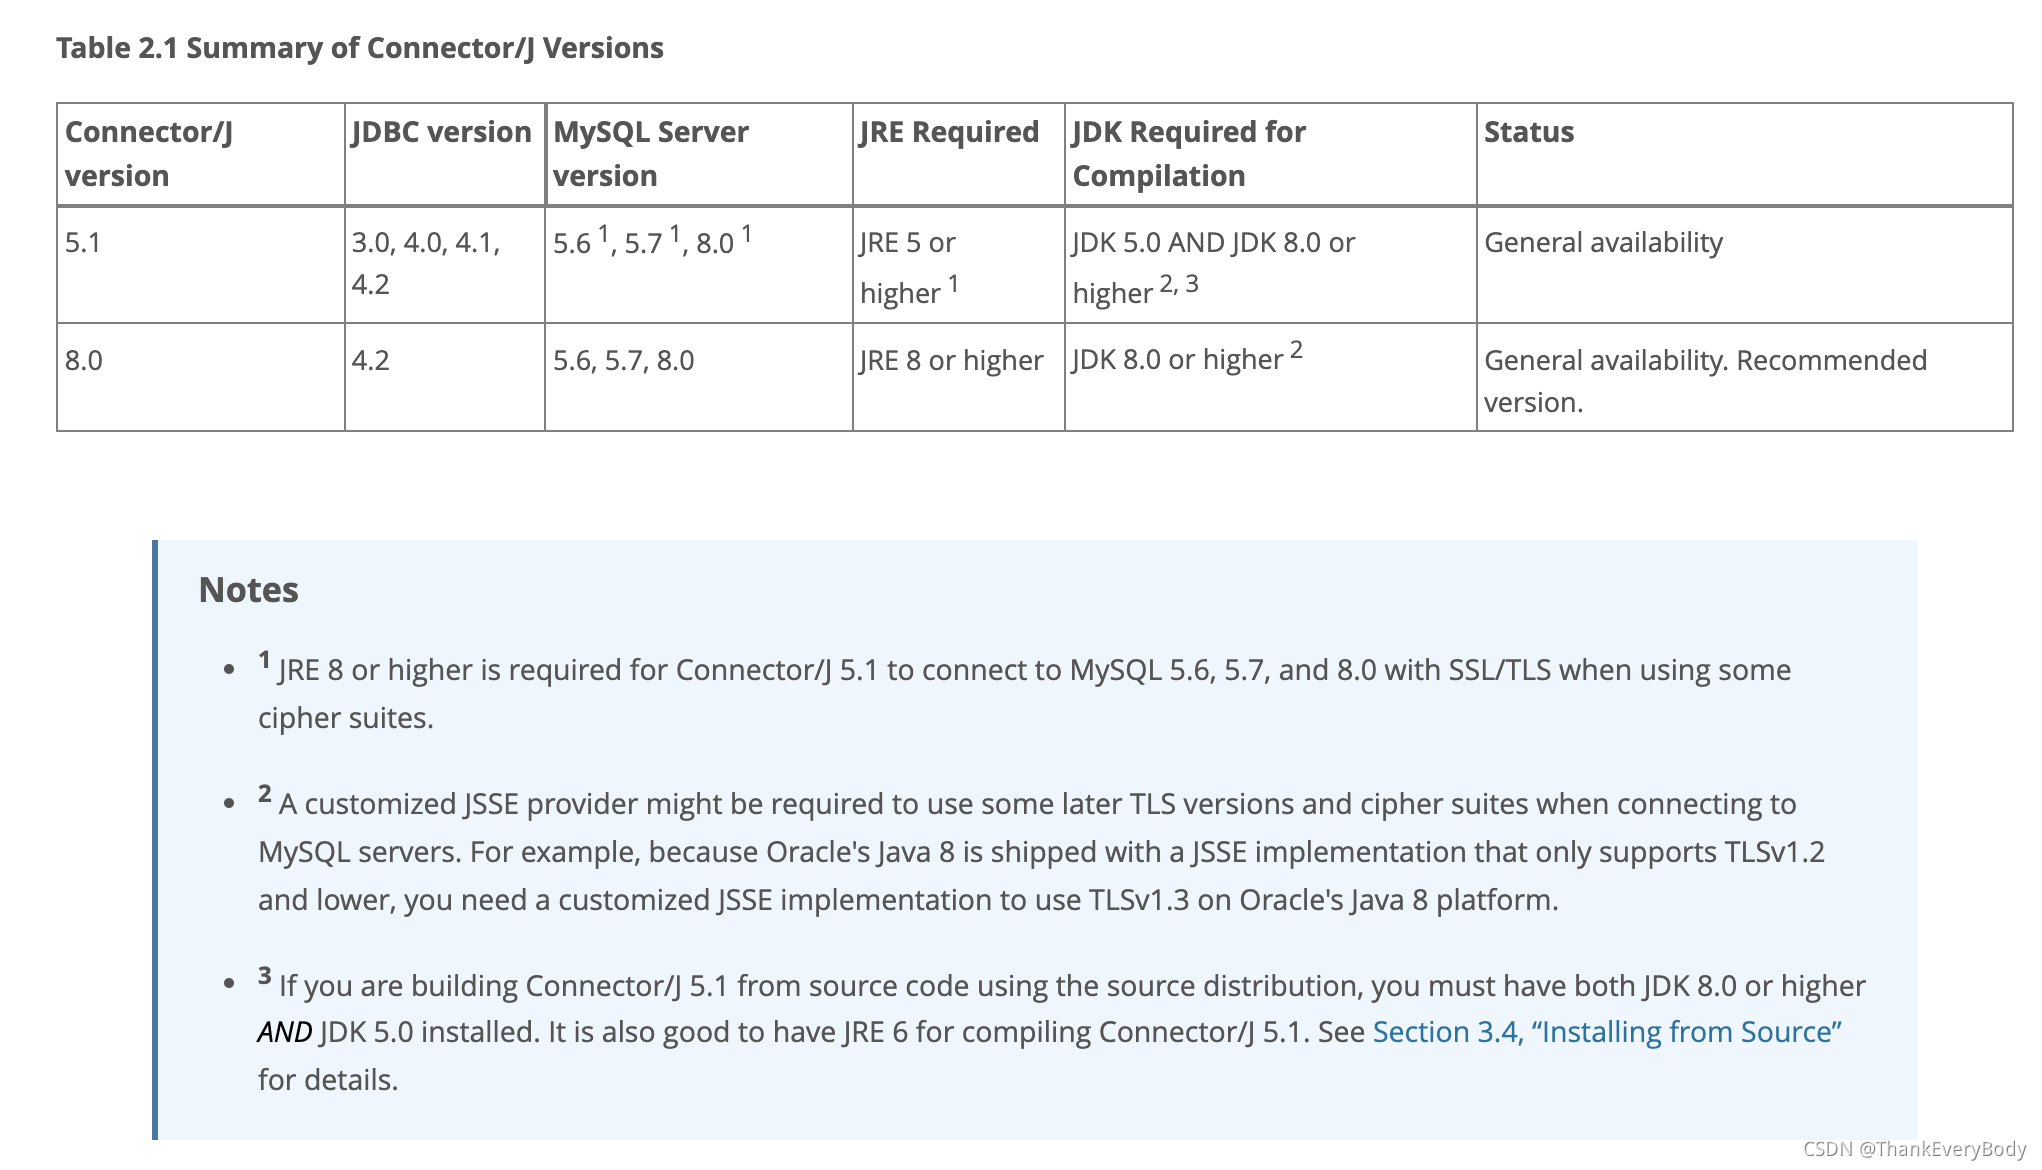 Table 2.1 Summary of Connector/J Versions
Connector/J version
JDBC version
MySQL Server version
JRE Required
JDK Required for Compilation
Status
5.1
3.0, 4.0, 4.1, 4.2
5.6 1, 5.7 1, 8.0 1
JRE 5 or higher 1
JDK 5.0 AND JDK 8.0 or higher 2, 3
General availability
8.0
4.2
5.6, 5.7, 8.0
JRE 8 or higher
JDK 8.0 or higher 2
General availability. Recommended version.
Notes
• 1 JRE 8 or higher is required for Connector/J 5.1 to connect to MySQL 5.6, 5.7, and 8.0 with SSL/TLS when using some
cipher suites.
• 2 A customized JSSE provider might be required to use some later TLS versions and cipher suites when connecting to
MySQL servers. For example, because Oracle's Java 8 is shipped with a JSSE implementation that only supports TLSv1.2
and lower, you need a customized JSSE implementation to use TLSv1.3 on Oracle's Java 8 platform.
• 3 If you are building Connector/J 5.1 from source code using the source distribution, you must have both JDK 8.0 or higher
AND JDK 5.0 installed. It is also good to have JRE 6 for compiling Connector/J 5.1. See Section 3.4, “Installing from Source”
for details.
CSDN @ThankEveryBody